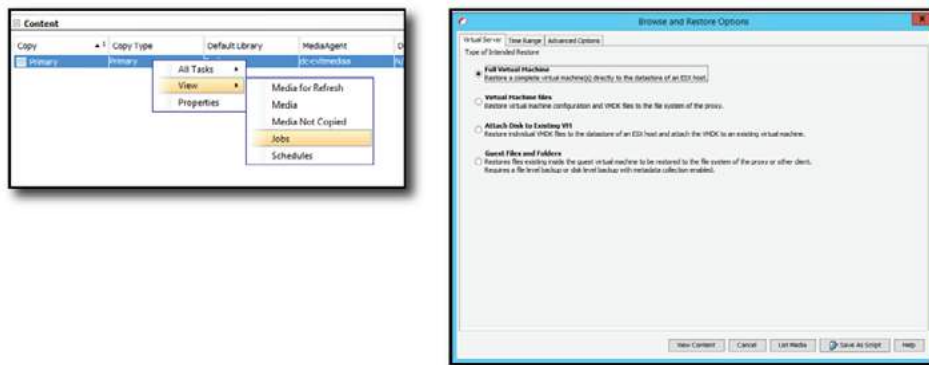 Content
Copy
Copy Type
Default Library
MediaAgent
Primary
Primary
All Tasks
View
Properties
Media for Refresh
Media
Media Not Copied
Jobs
Schedules
Browse and Restore Options
Virtual Server
Time Range
Advanced Options
Type of Intended Restore
Full Virtual Machine
Restore a complete virtual machine(s) directly to the datastore of an ESX host.
Virtual Machine files
Restore virtual machine configuration and VMDK files to the file system of the proxy.
Attach Disk to Existing VM
Restore individual VMDK files to the datastore of an ESX host and attach the VMDK to an existing virtual machine.
Guest Files and Folders
Restores files existing inside the guest virtual machine to be restored to the file system of the proxy or other client.
Requires a file level backup or disk level backup with metadata collection enabled.
View Content
Cancel
List Media
Save As Script
Help